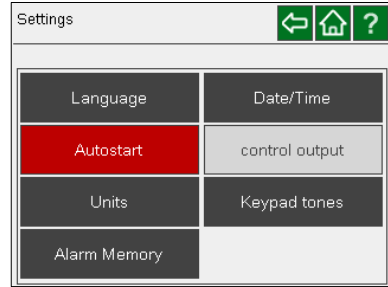 Settings
?
Language
Date/Time
Autostart
control output
Units
Keypad tones
Alarm Memory